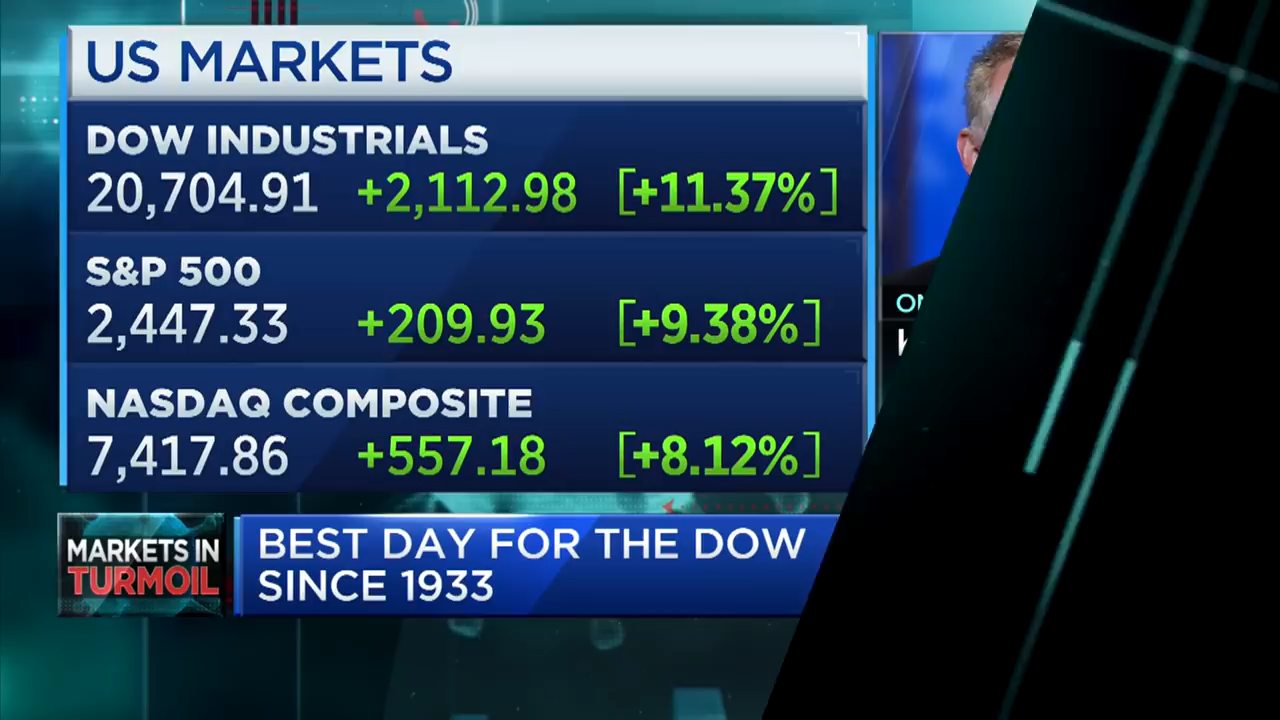 US MARKETS
DOW INDUSTRIALS
20,704.91 +2,112.98 [+11.37%]
S&P 500
2,447.33 +209.93 [+9.38%]
NASDAQ COMPOSITE
7,417.86 +557.18 [+8.12%]
MARKETS IN
TURMOIL
BEST DAY FOR THE DOW
SINCE 1933